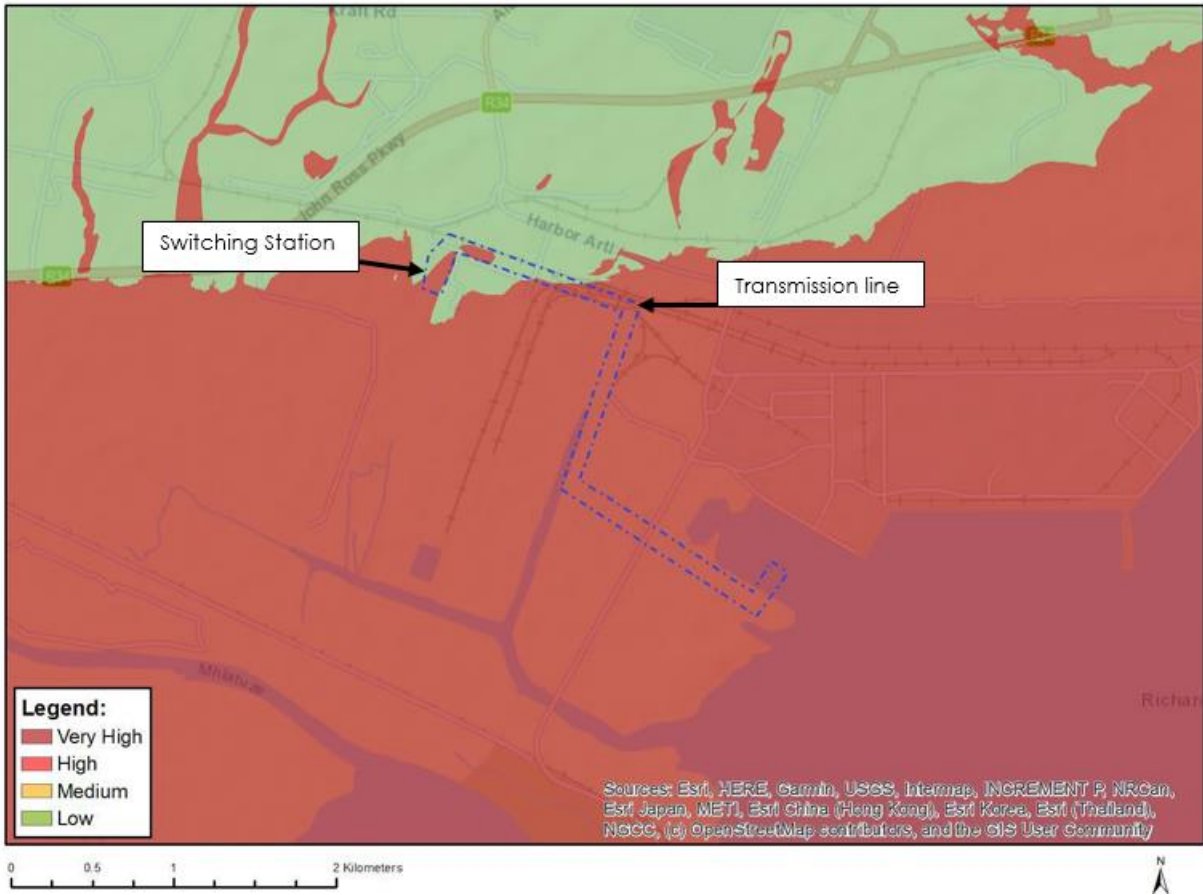 Kraft Rd
R34
John Ross Pkwy
Harbor Artl
Switching Station
R34
Transmission line
Legend:
Very High
High
Medium
Low
Richar
Sources: Esri, HERE, Garmin, USGS, Intermap, INCREMENT P, NRCan,
Esri Japan, METI, Esri China (Hong Kong), Esri Korea, Esri (Thailand),
NGCC, (c) OpenStreetMap contributors, and the GIS User Community
0 0.5 1 2 Kilometers
N